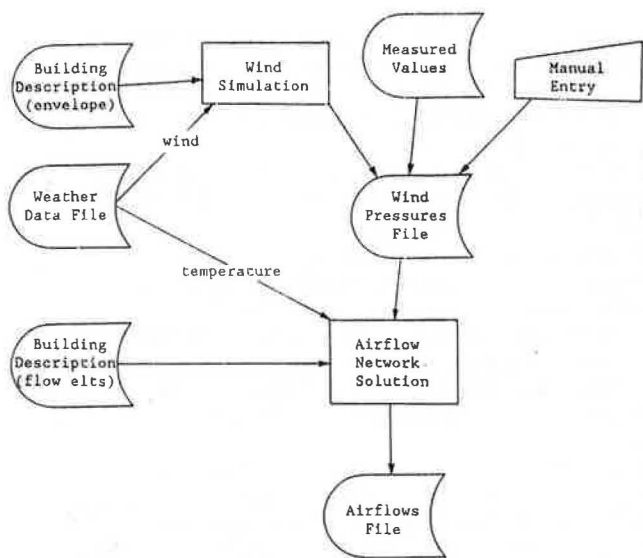 Building
Description
(envelope)
Wind
Simulation
Measured
Values
Manual
Entry
wind
Weather
Data File
Wind
Pressures
File
temperature
Building
Description
(flow elts)
Airflow
Network
Solution
Airflows
File